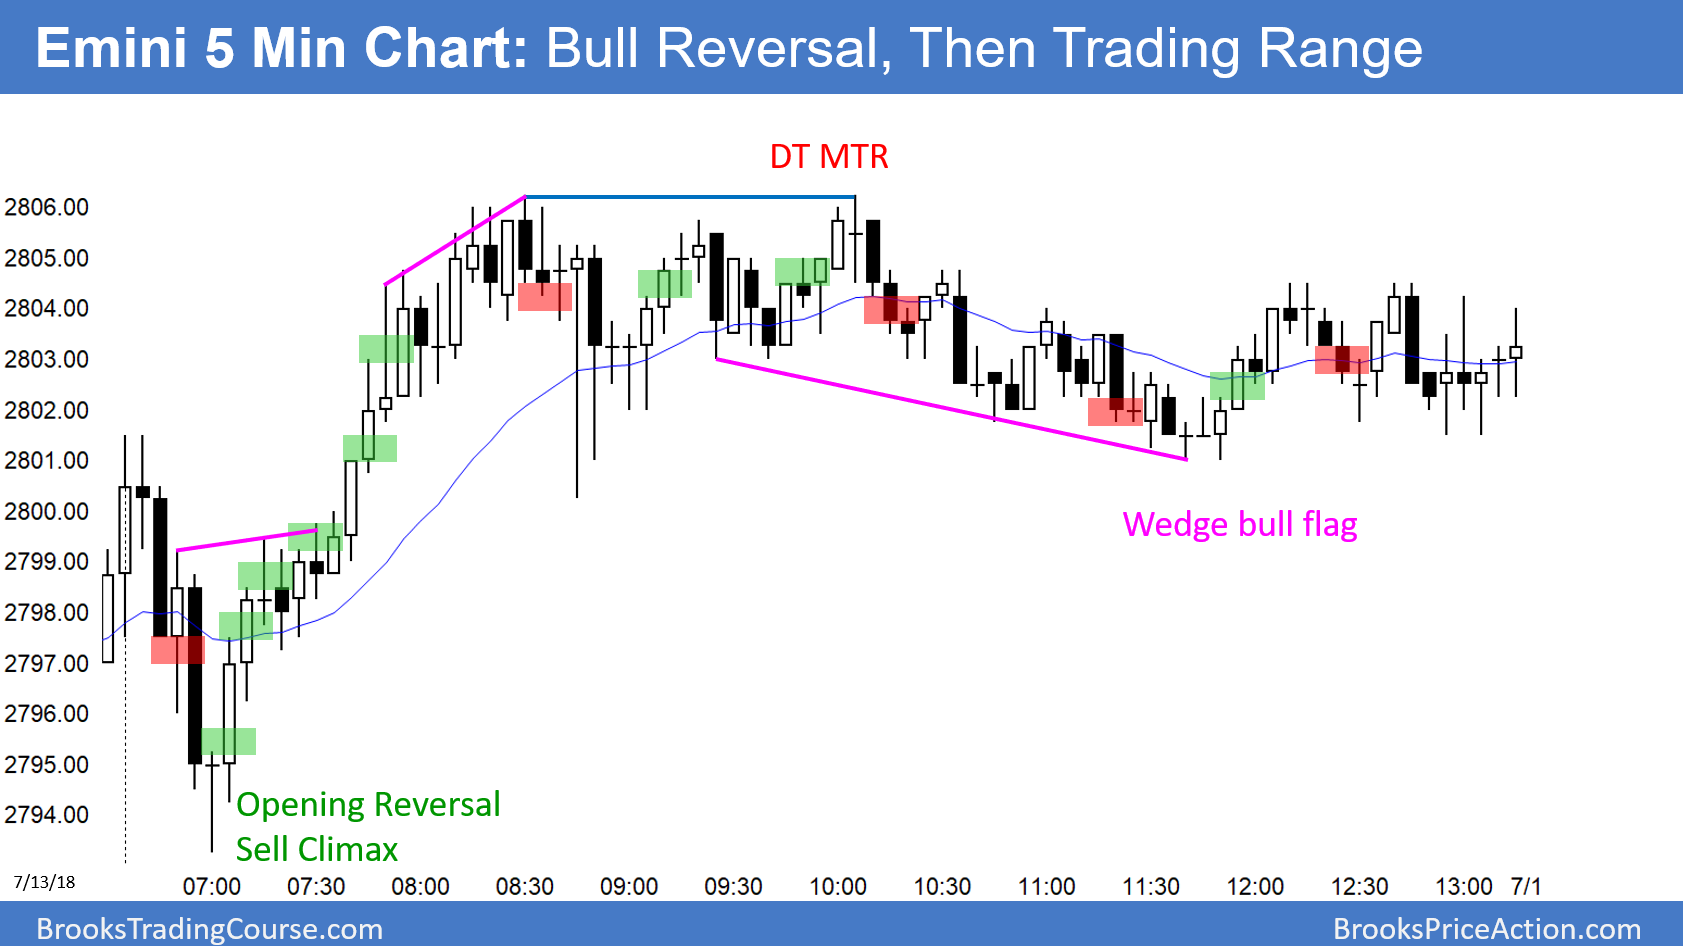 Emini 5 Min Chart: Bull Reversal, Then Trading Range
DT MTR
2806.00
2805.00
2804.00
2803.00
2802.00
2801.00
2800.00
2799.00
2798.00
2797.00
2796.00
2795.00
2794.00
Wedge bull flag
Opening Reversal
Sell Climax
7/13/18
07:00 07:30 08:00 08:30 09:00 09:30 10:00 10:30 11:00 11:30 12:00 12:30 13:00 7/1
BrooksTradingCourse.com
BrooksPriceAction.com